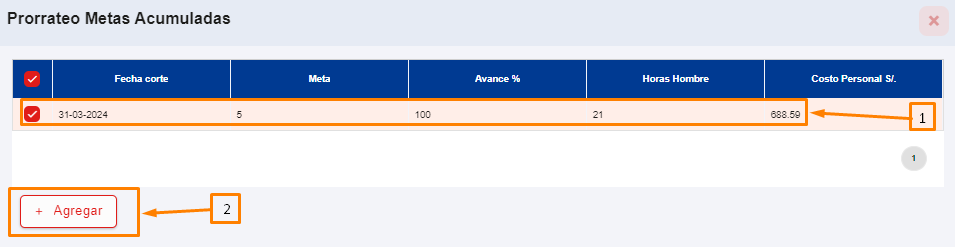 Prorrateo Metas Acumuladas
Fecha corte Meta Avance % Horas Hombre Costo Personal S/.
31-03-2024 5 100 21 688.59
1
1
+ Agregar
2